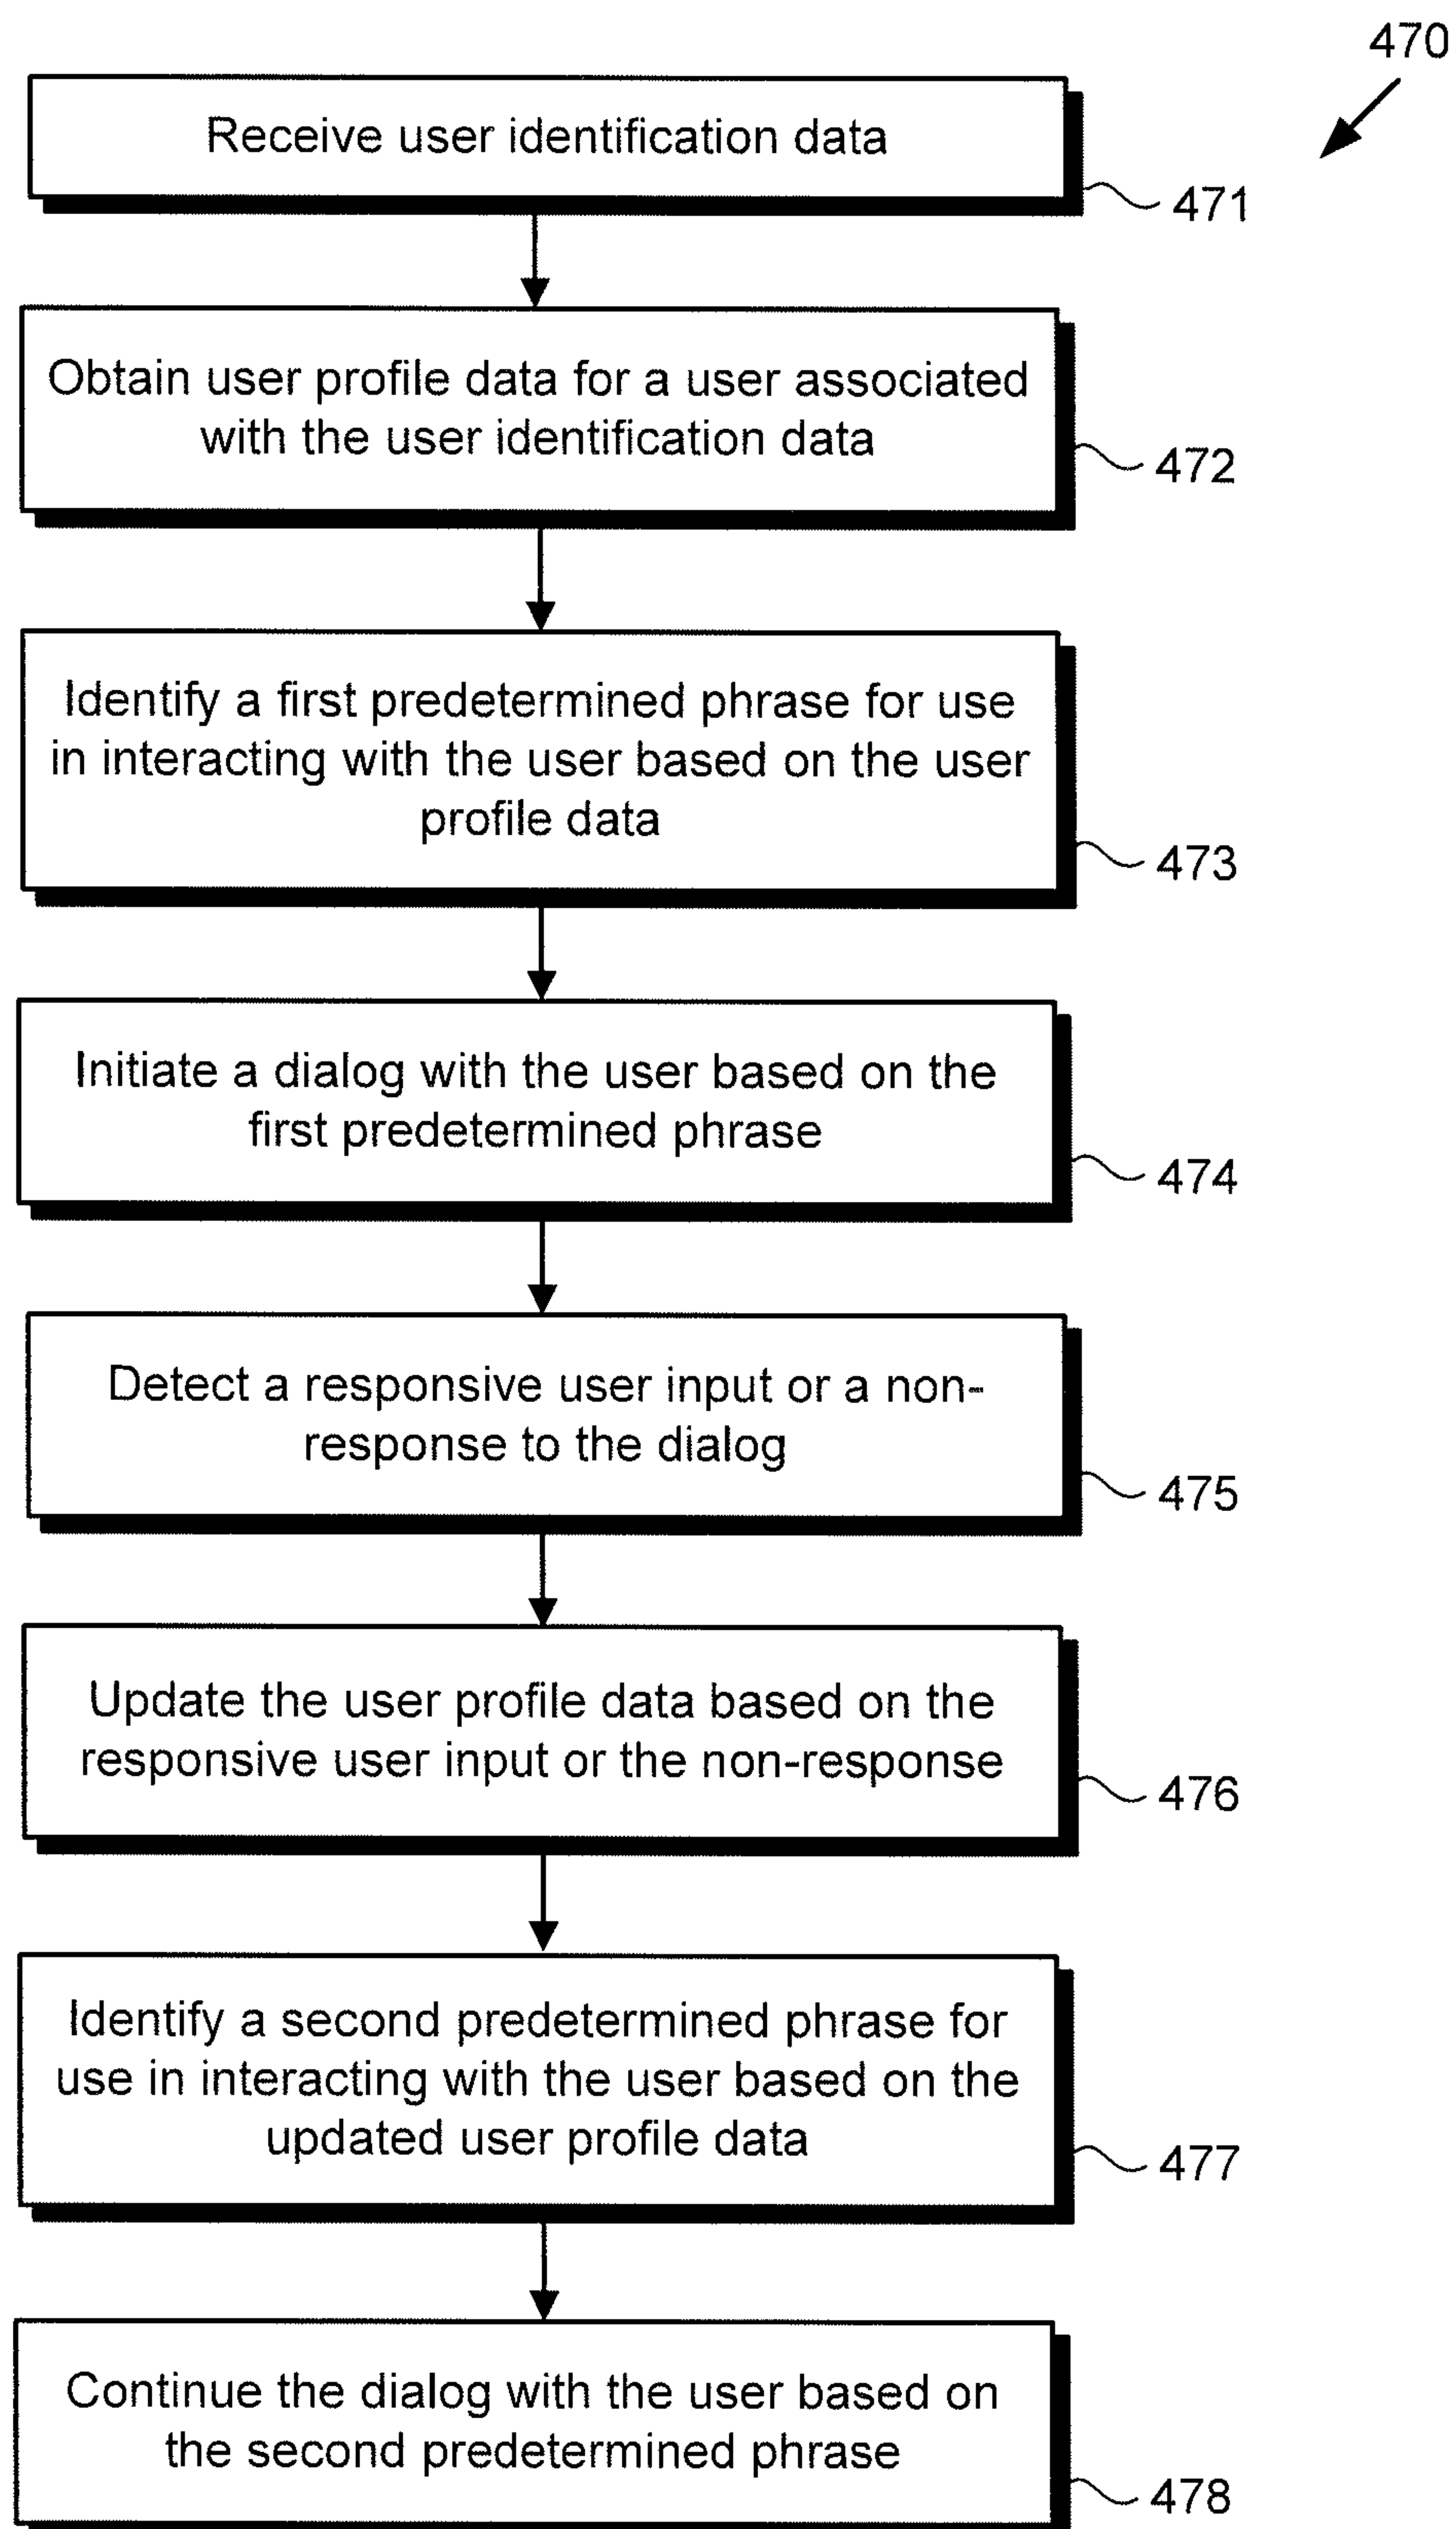 470
Receive user identification data
471
Obtain user profile data for a user associated
with the user identification data
472
Identify a first predetermined phrase for use
in interacting with the user based on the user
profile data
473
Initiate a dialog with the user based on the
first predetermined phrase
474
Detect a responsive user input or a non-
response to the dialog
475
Update the user profile data based on the
responsive user input or the non-response
476
Identify a second predetermined phrase for
use in interacting with the user based on the
updated user profile data
477
Continue the dialog with the user based on
the second predetermined phrase
478